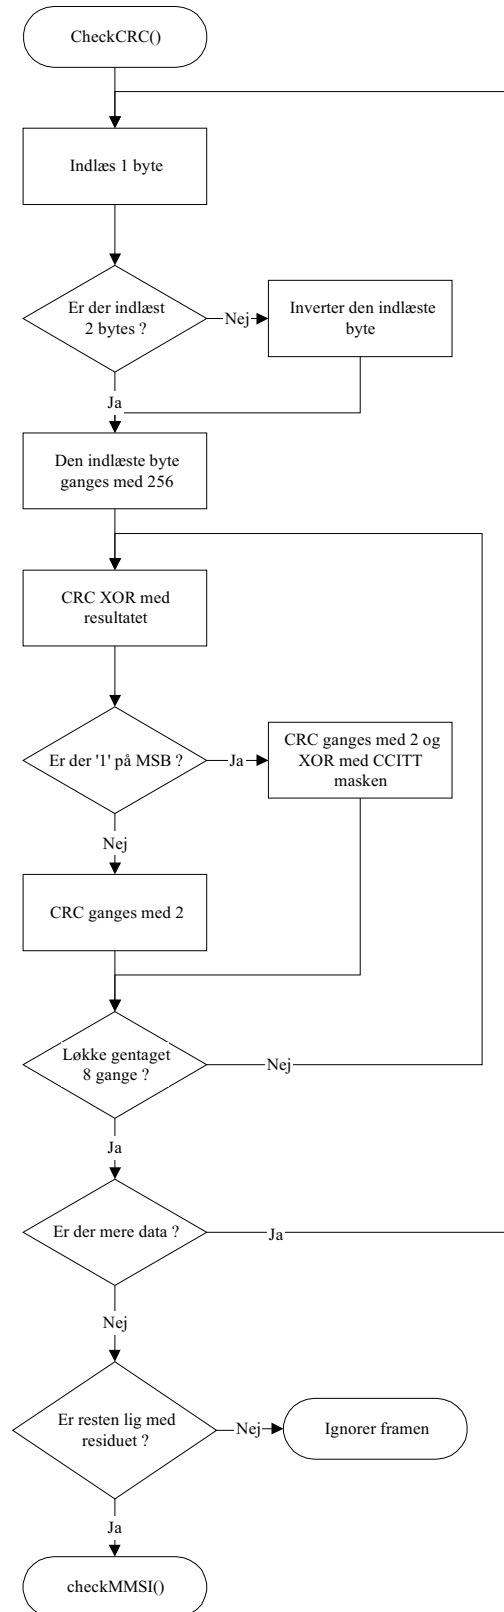 CheckCRC()
Indlæs 1 byte
Er der indlæst
2 bytes ?
Nej
Inverter den indlæste
byte
Ja
Den indlæste byte
ganges med 256
CRC XOR med
resultatet
Er der '1' på MSB ?
Ja
CRC ganges med 2 og
XOR med CCITT
masken
Nej
CRC ganges med 2
Løkke gentaget
8 gange ?
Nej
Ja
Er der mere data ?
Ja
Nej
Er resten lig med
residuet ?
Nej
Ignorer framen
Ja
checkMMSI()